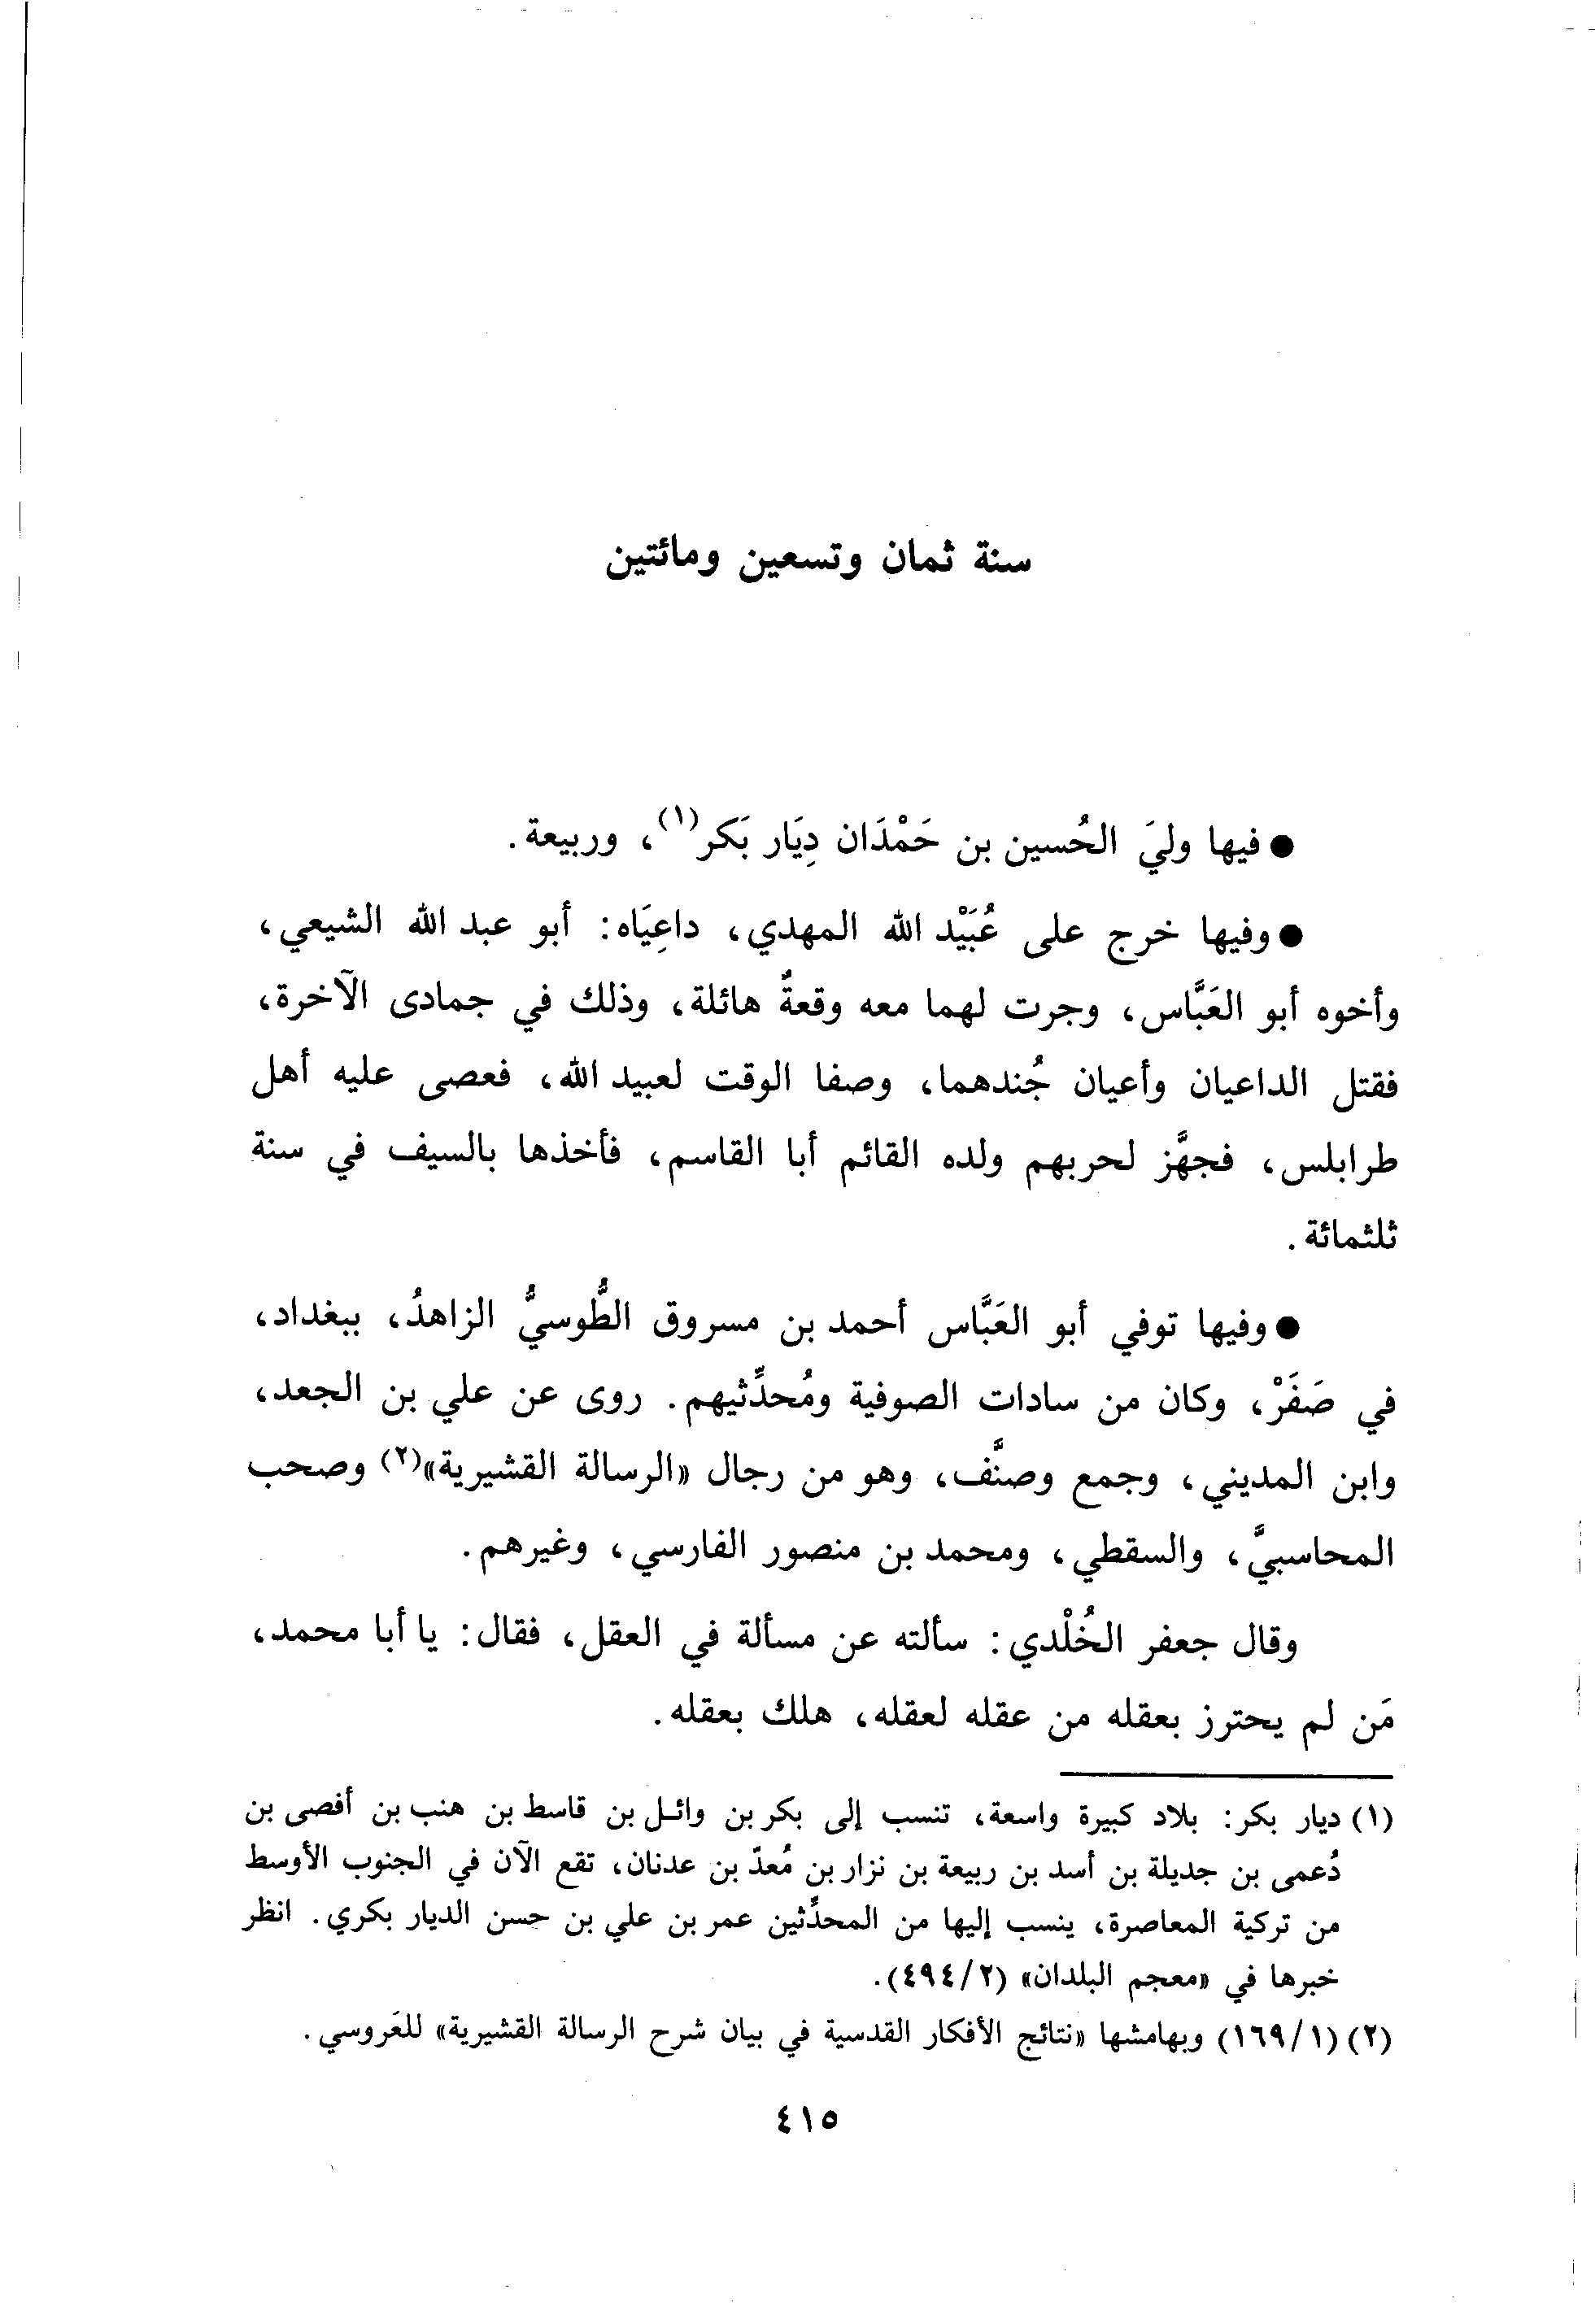 سنة ثمان وتسعين ومائتين
● فيها وليَ الحُسين بن حَمْدَان دِيَار بَكر(١)، وربيعة.
● وفيها خرج على عُبَيْد الله المهدي، داعِيَاه: أبو عبد الله الشيعي،
وأخوه أبو العَبَّاس، وجرت لهما معه وقعةٌ هائلة، وذلك في جمادى الآخرة،
فقتل الداعيان وأعيان جُندهما، وصفا الوقت لعبيد الله، فعصى عليه أهل
طرابلس، فجهَّز لحربهم ولده القائم أبا القاسم، فأخذها بالسيف في سنة
ثلثمائة.
● وفيها توفي أبو العَبَّاس أحمد بن مسروق الطُّوسيُّ الزاهدُ، ببغداد،
في صَفَرْ، وكان من سادات الصوفية ومُحدِّثيهم. روى عن علي بن الجعد،
وابن المديني، وجمع وصنَّف، وهو من رجال «الرسالة القشيرية»(٢) وصحب
المحاسبيَّ، والسقطي، ومحمد بن منصور الفارسي، وغيرهم.
وقال جعفر الخُلْدي: سألته عن مسألة في العقل، فقال: يا أبا محمد،
مَن لم يحترز بعقله من عقله لعقله، هلك بعقله.
(١) ديار بكر: بلاد كبيرة واسعة، تنسب إلى بكر بن وائل بن قاسط بن هنب بن أفصى بن
دُعمى بن جديلة بن أسد بن ربيعة بن نزار بن مُعدّ بن عدنان، تقع الآن في الجنوب الأوسط
من تركية المعاصرة، ينسب إليها من المحدِّثين عمر بن علي بن حسن الديار بكري. انظر
خبرها في «معجم البلدان» (٢/٤٩٤).
(٢) (١/١٦٩) وبهامشها «نتائج الأفكار القدسية في بيان شرح الرسالة القشيرية» للعَروسي.
٤١٥